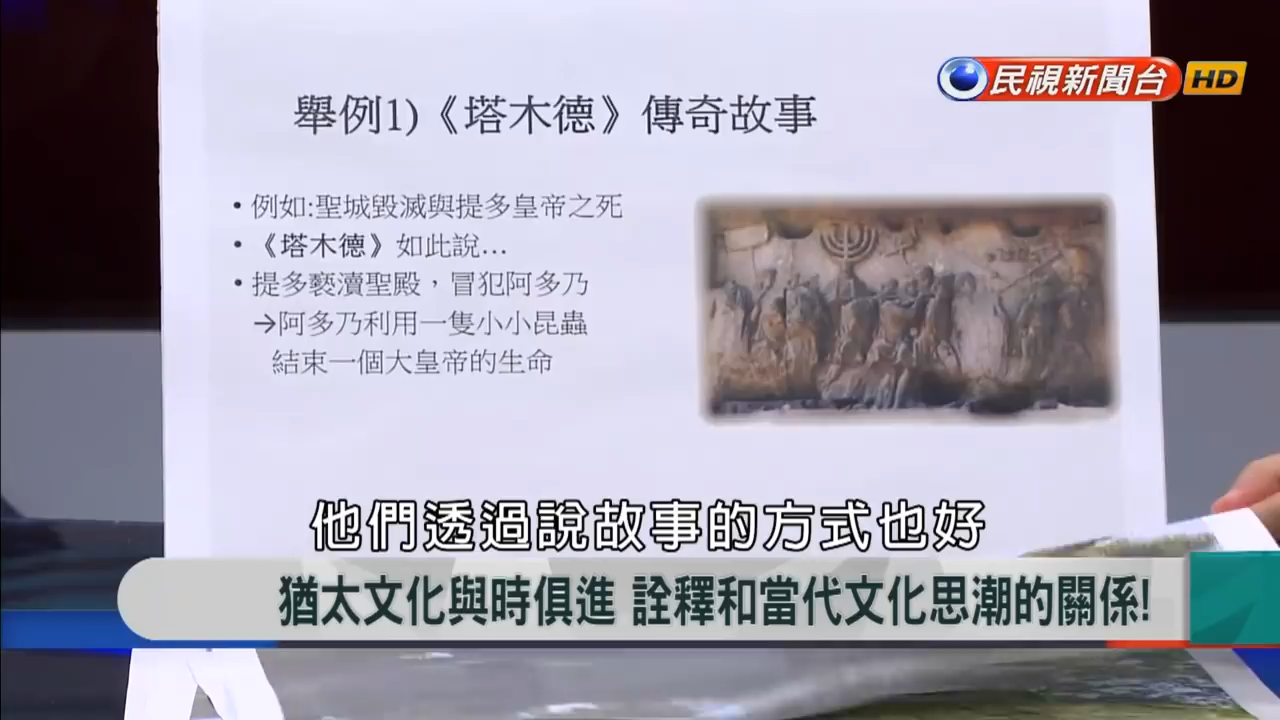 民視新聞台 HD
舉例1)《塔木德》傳奇故事
• 例如:聖城毀滅與提多皇帝之死
• 《塔木德》如此說…
• 提多褻瀆聖殿，冒犯阿多乃
→阿多乃利用一隻小小昆蟲
結束一個大皇帝的生命
他們透過說故事的方式也好
猶太文化與時俱進 詮釋和當代文化思潮的關係!